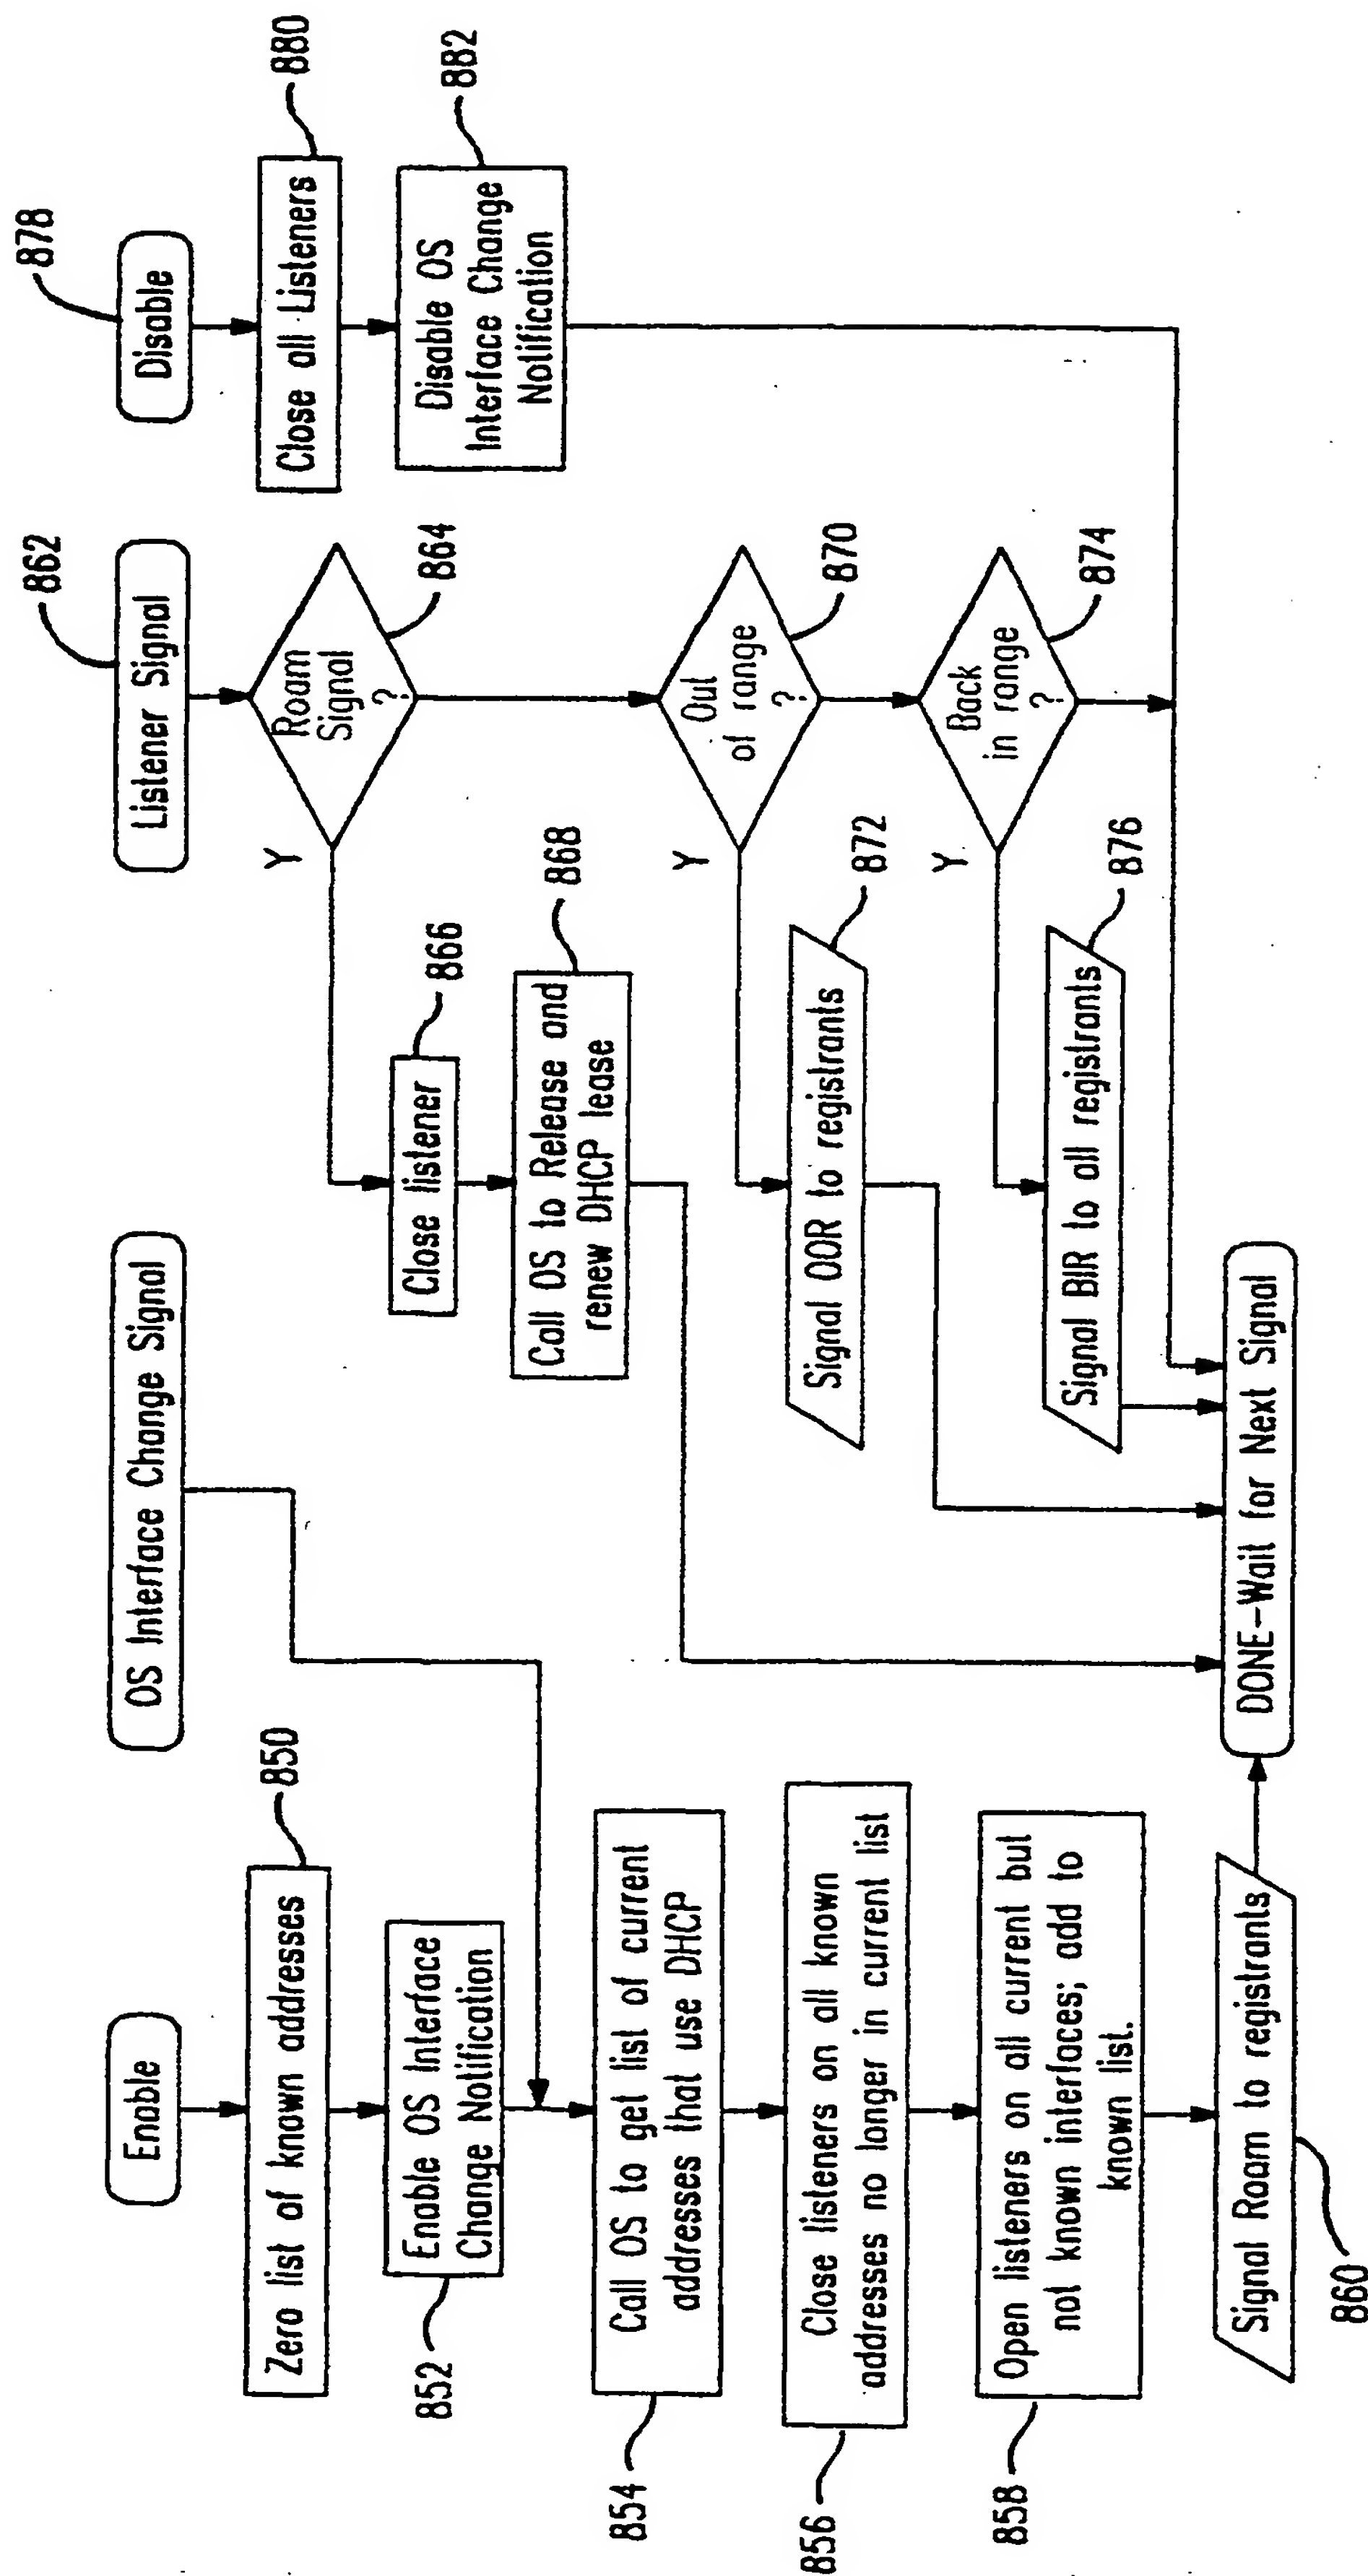 Enable
Zero list of known addresses
850
Enable OS Interface
Change Notification
852
Call OS to get list of current
addresses that use DHCP
854
Close listeners on all known
addresses no longer in current list
856
Open listeners on all current but
not known interfaces; add to
known list.
858
Signal Roam to registrants
860
OS Interface Change Signal
Listener Signal
862
Roam
Signal
?
864
Y
Close listener
866
Call OS to Release and
renew DHCP lease
868
Out
of range
?
870
Y
Signal OOR to registrants
872
Back
in range
?
874
Y
Signal BIR to all registrants
876
Disable
878
Close all Listeners
880
Disable OS
Interface Change
Notification
882
DONE-Wait for Next Signal